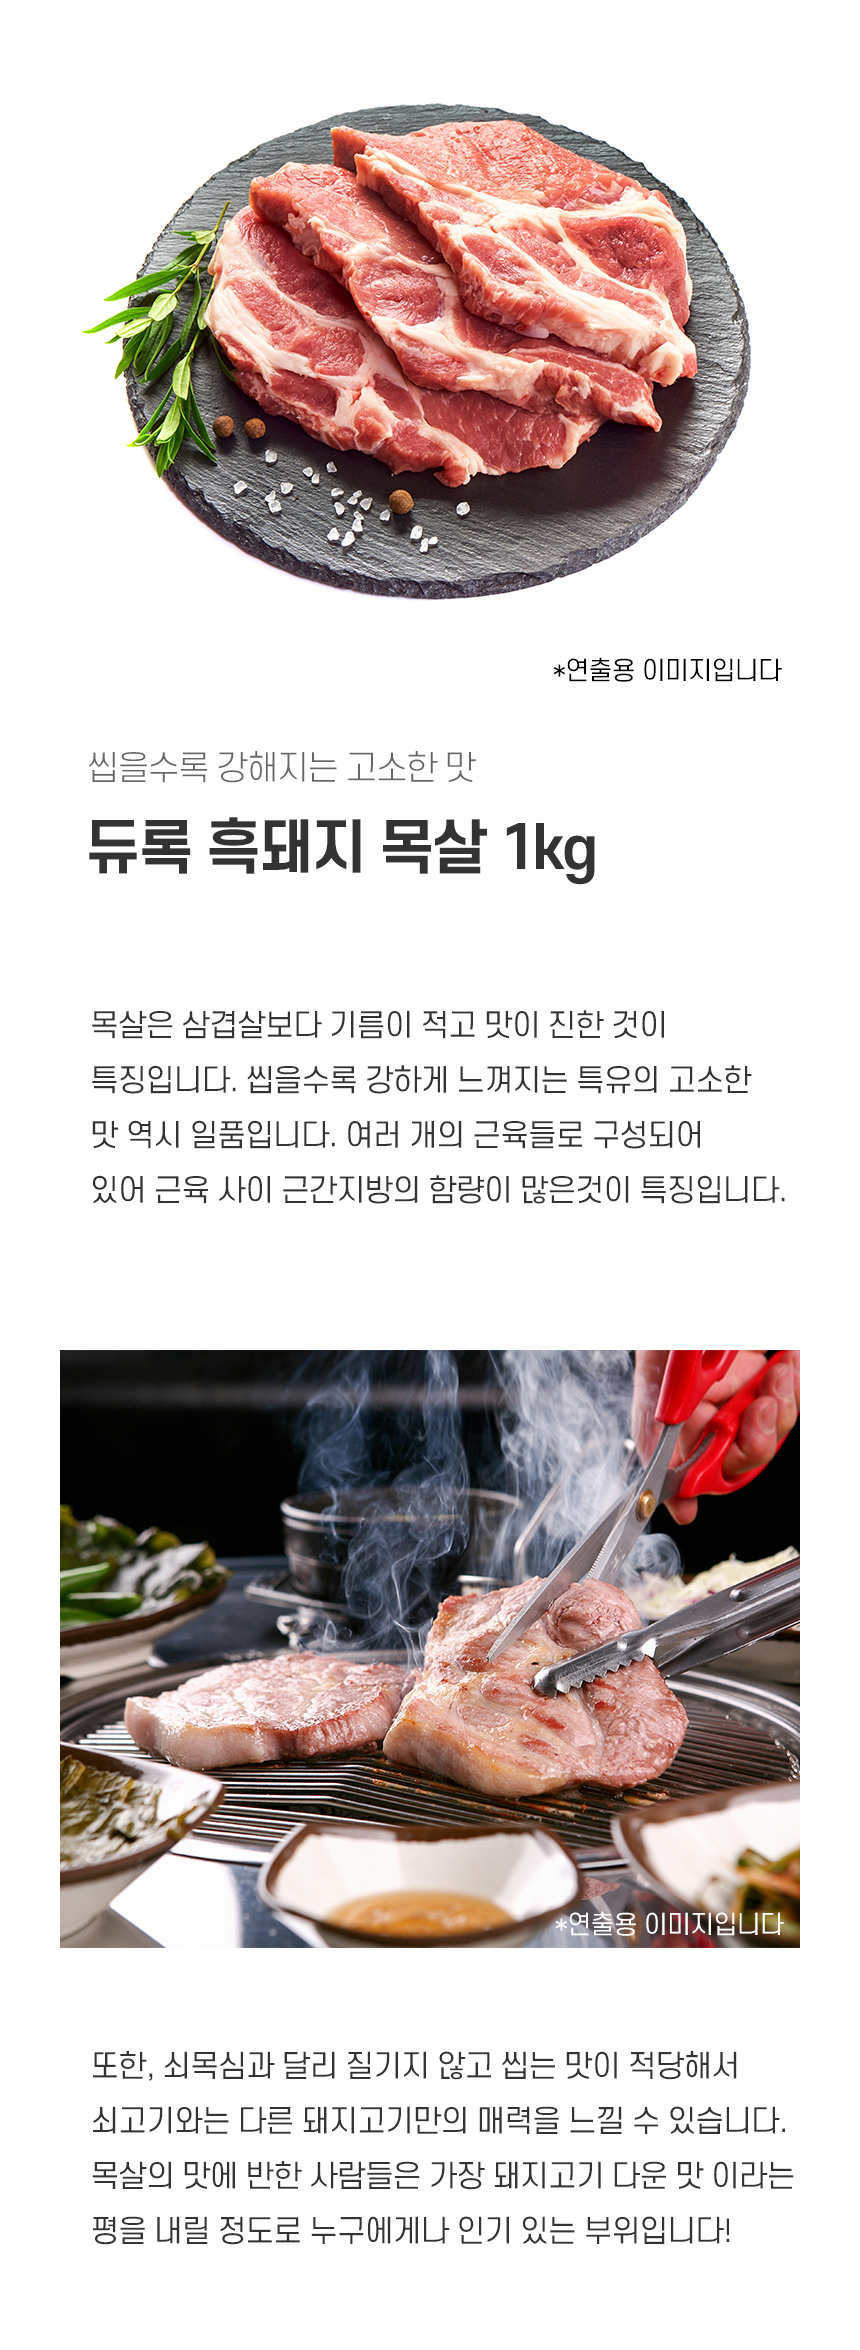 *연출용 이미지입니다
씹을수록 강해지는 고소한 맛
듀록 흑돼지 목살 1kg
목살은 삼겹살보다 기름이 적고 맛이 진한 것이
특징입니다. 씹을수록 강하게 느껴지는 특유의 고소한
맛 역시 일품입니다. 여러 개의 근육들로 구성되어
있어 근육 사이 근간지방의 함량이 많은것이 특징입니다.
*연출용 이미지입니다
또한, 쇠목심과 달리 질기지 않고 씹는 맛이 적당해서
쇠고기와는 다른 돼지고기만의 매력을 느낄 수 있습니다.
목살의 맛에 반한 사람들은 가장 돼지고기 다운 맛 이라는
평을 내릴 정도로 누구에게나 인기 있는 부위입니다!